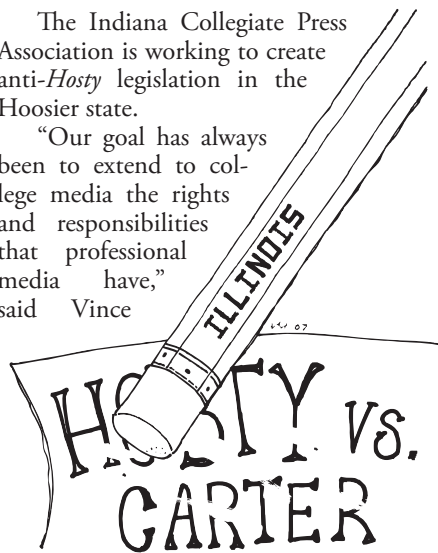 The Indiana Collegiate Press
Association is working to create
anti-Hosty legislation in the
Hoosier state.
“Our goal has always
been to extend to col-
lege media the rights
and responsibilities
that professional
media have,”
said Vince
ILLINOIS
07
VS.
CARTER